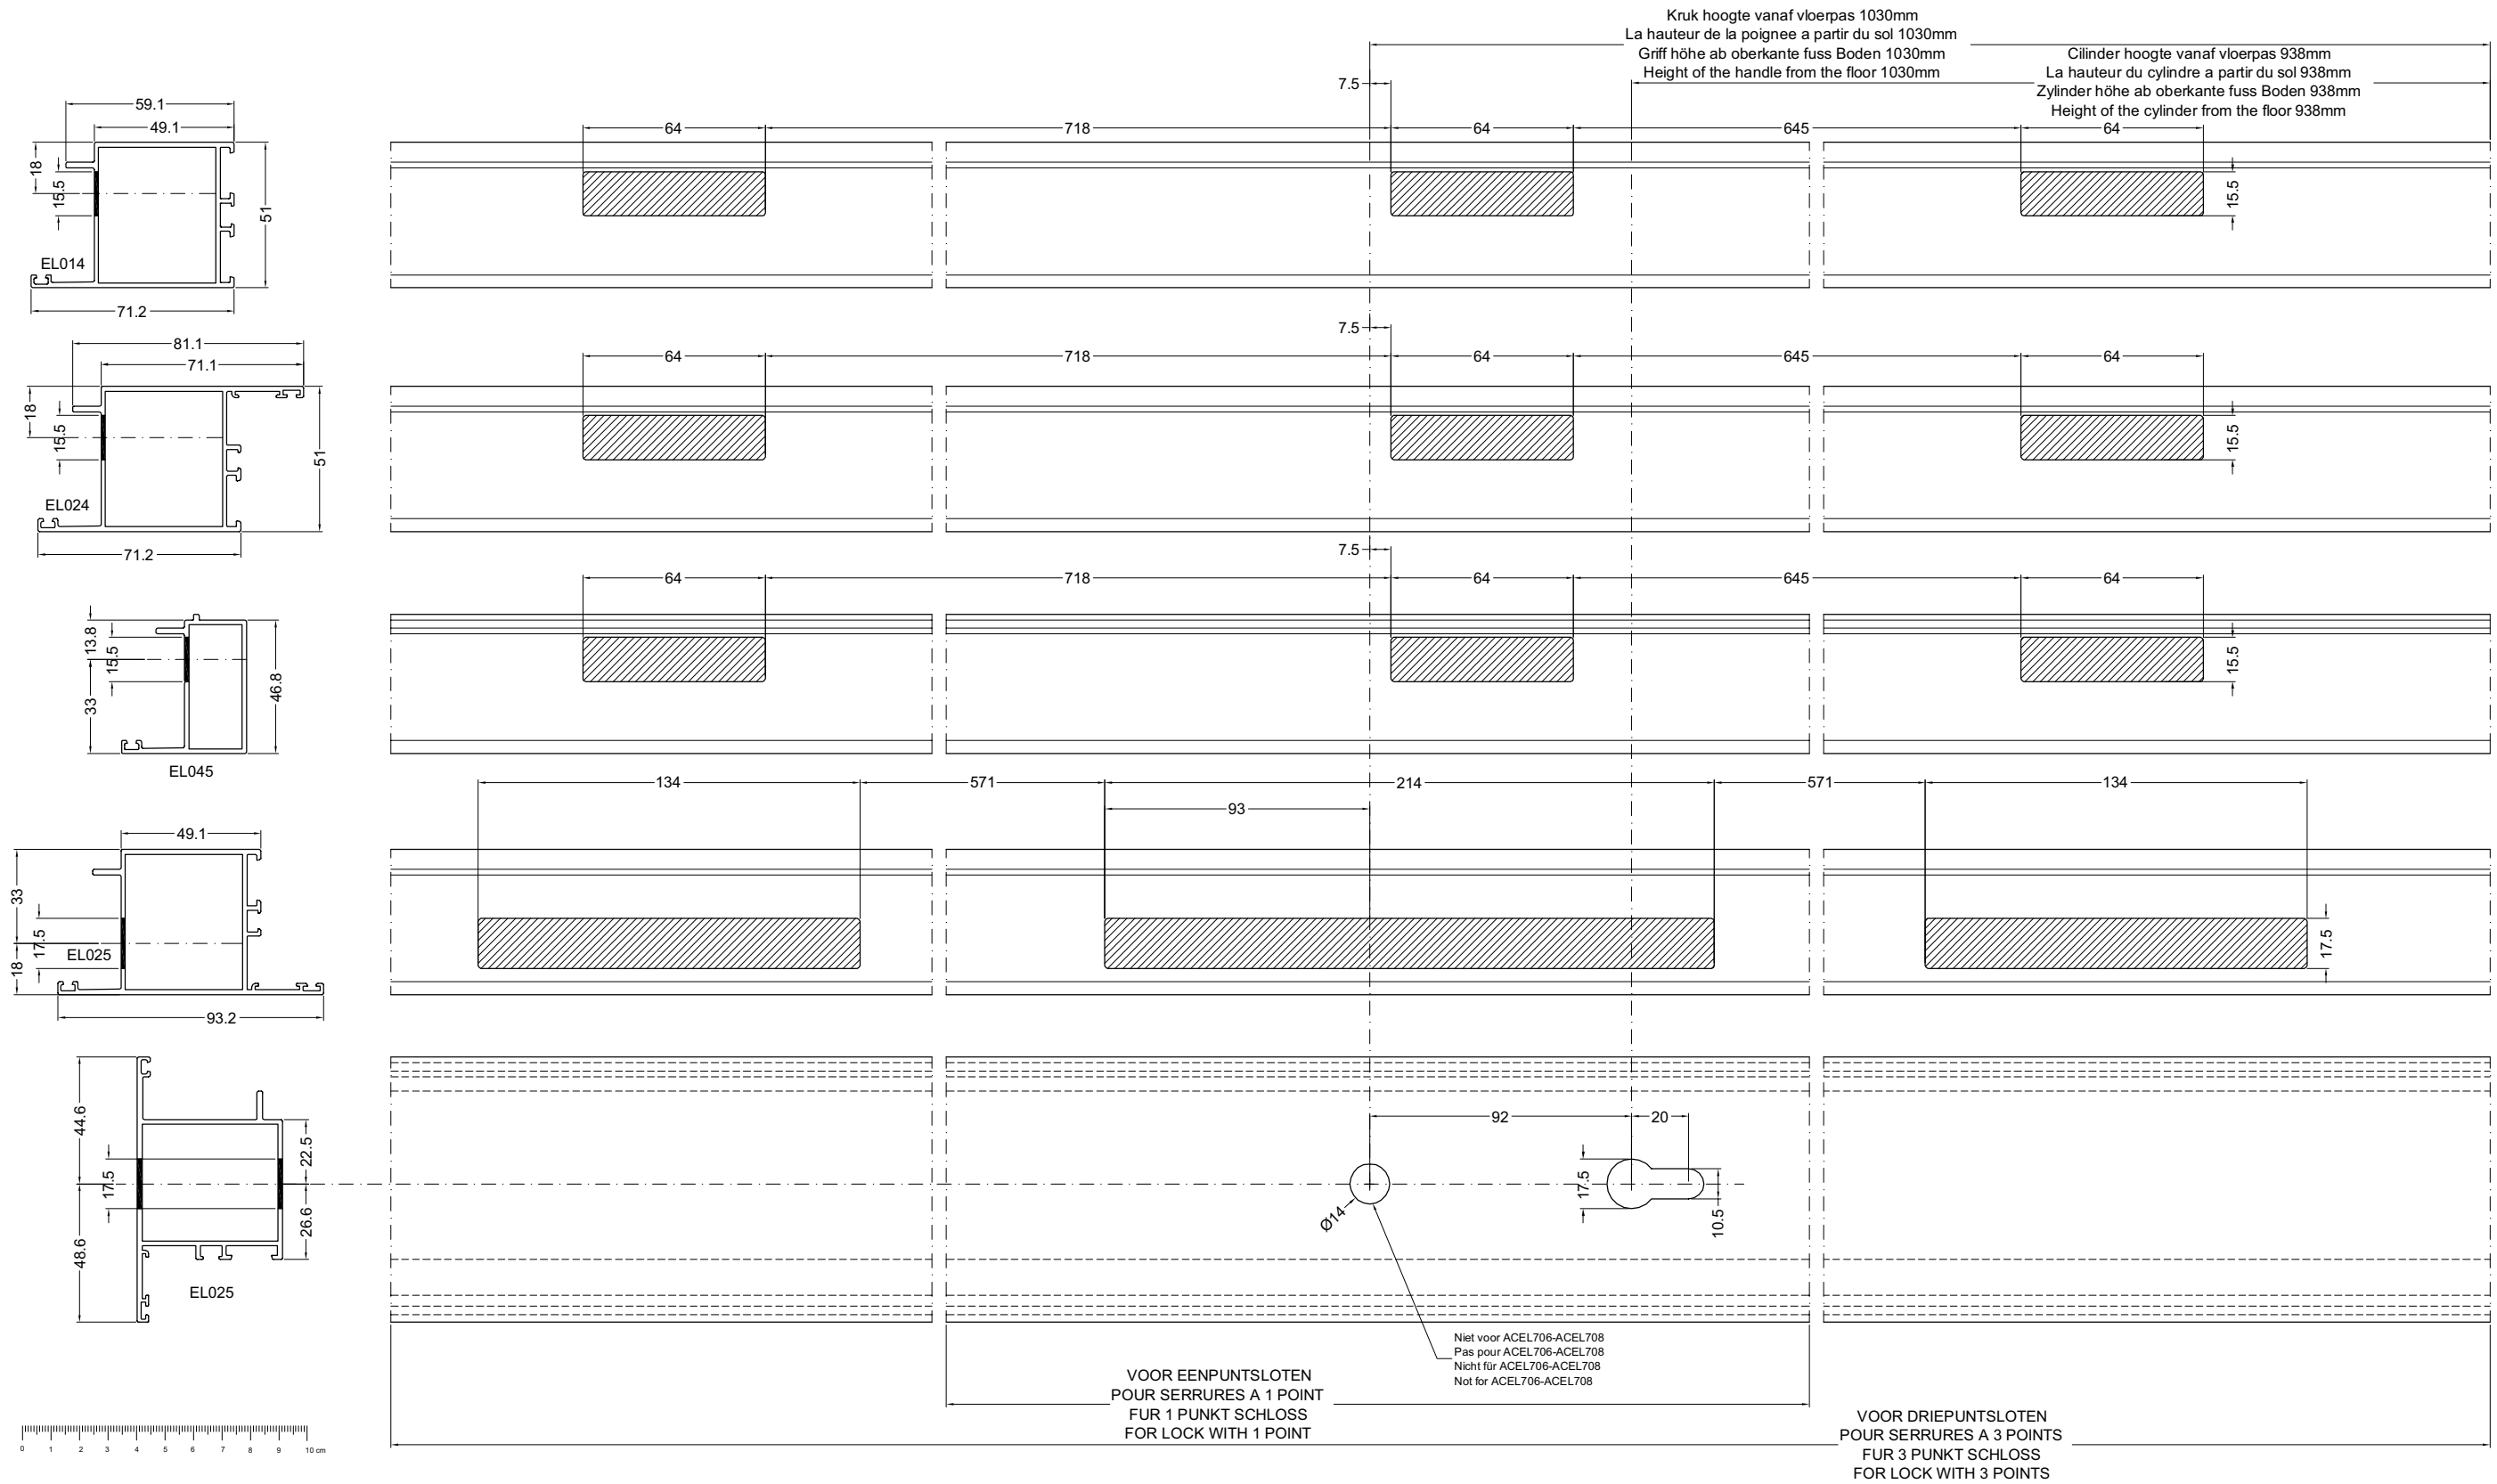 Kruk hoogte vanaf vloerpas 1030mm
La hauteur de la poignee a partir du sol 1030mm
Griff höhe ab oberkante fuss Boden 1030mm
Height of the handle from the floor 1030mm
Cilinder hoogte vanaf vloerpas 938mm
La hauteur du cylindre a partir du sol 938mm
Zylinder höhe ab oberkante fuss Boden 938mm
Height of the cylinder from the floor 938mm
7.5
59.1
49.1
64
718
64
645
64
18
15.5
51
15.5
EL014
71.2
7.5
81.1
71.1
64
718
64
645
64
18
15.5
51
15.5
EL024
71.2
7.5
64
718
64
645
64
13.8
15.5
33
46.8
15.5
EL045
134
571
214
571
134
93
49.1
33
17.5
18
EL025
17.5
93.2
44.6
17.5
48.6
22.5
26.6
EL025
92
20
17.5
10.5
Ø14
Niet voor ACEL706-ACEL708
Pas pour ACEL706-ACEL708
Nicht für ACEL706-ACEL708
Not for ACEL706-ACEL708
VOOR EENPUNTSLOTEN
POUR SERRURES A 1 POINT
FUR 1 PUNKT SCHLOSS
FOR LOCK WITH 1 POINT
VOOR DRIEPUNTSLOTEN
POUR SERRURES A 3 POINTS
FUR 3 PUNKT SCHLOSS
FOR LOCK WITH 3 POINTS
0 1 2 3 4 5 6 7 8 9 10 cm